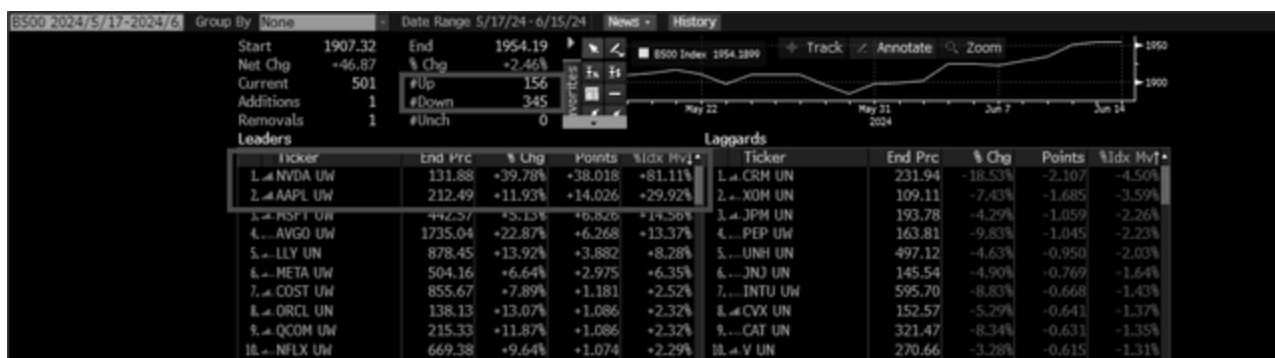 B500 2024/5/17-2024/6 Group By None Date Range 5/17/24-6/15/24 News History
Start 1907.32 End 1954.19
Net Chg +46.87 % Chg +2.46%
Current 501 #Up 156
Additions 1 #Down 345
Removals 1 #Unch 0
B500 Index 1954.1899 Track Annotate Zoom
1950
1900
May 22 May 31 Jun 7 Jun 14
2024
Leaders Laggards
Ticker End Prc % Chg Points %Idx Mv↓ Ticker End Prc % Chg Points %Idx Mv↑
1. NVDA UW 131.88 +39.78% +38.018 +81.11% 1. CRM UN 231.94 -18.53% -2.107 -4.50%
2. AAPL UW 212.49 +11.93% +14.026 +29.92% 2. XOM UN 109.11 -7.43% -1.685 -3.59%
3. MSFT UW 442.57 +5.13% +6.826 +14.56% 3. JPM UN 193.78 -4.29% -1.059 -2.26%
4. AVGO UW 1735.04 +22.87% +6.268 +13.37% 4. PEP UW 163.81 -9.83% -1.045 -2.23%
5. LLY UN 878.45 +13.92% +3.882 +8.28% 5. UNH UN 497.12 -4.63% -0.950 -2.03%
6. META UW 504.16 +6.64% +2.975 +6.35% 6. JNJ UN 145.54 -4.90% -0.769 -1.64%
7. COST UW 855.67 +7.89% +1.181 +2.52% 7. INTU UW 595.70 -8.83% -0.668 -1.43%
8. ORCL UN 138.13 +13.07% +1.086 +2.32% 8. CVX UN 152.57 -5.29% -0.641 -1.37%
9. QCOM UW 215.33 +11.87% +1.086 +2.32% 9. CAT UN 321.47 -8.34% -0.631 -1.35%
10. NFLX UW 669.38 +9.64% +1.074 +2.29% 10. V UN 270.66 -3.28% -0.615 -1.31%